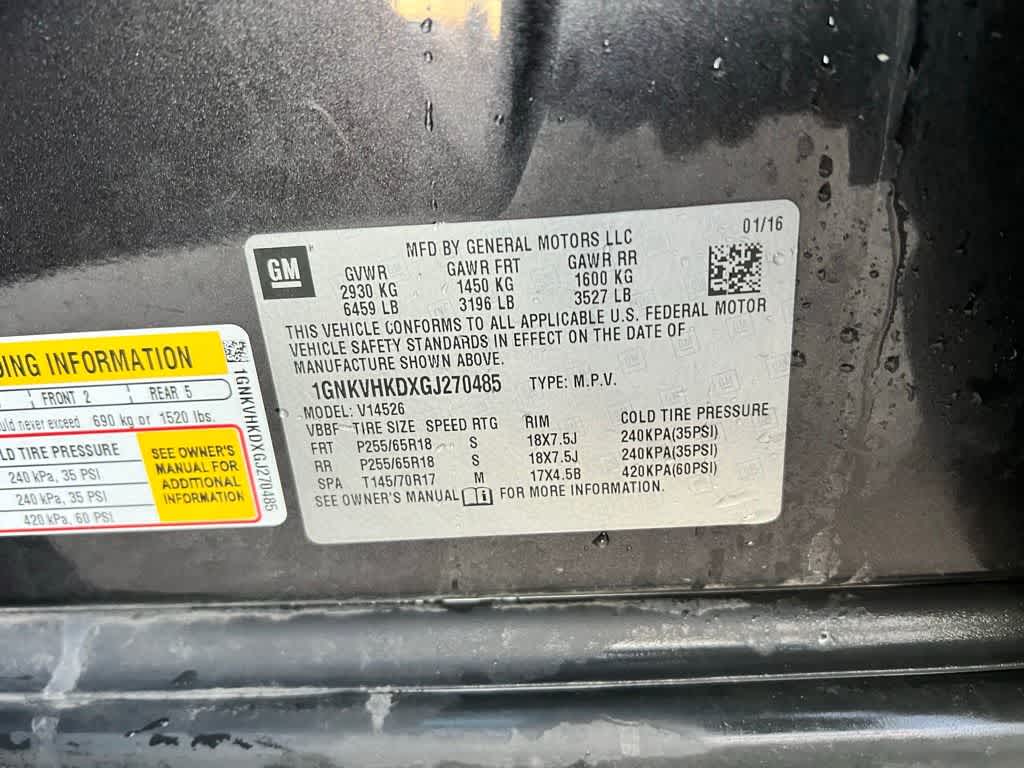 GM
MFD BY GENERAL MOTORS LLC
01/16
GVWR GAWR FRT GAWR RR
2930 KG 1450 KG 1600 KG
6459 LB 3196 LB 3527 LB
THIS VEHICLE CONFORMS TO ALL APPLICABLE U.S. FEDERAL MOTOR
VEHICLE SAFETY STANDARDS IN EFFECT ON THE DATE OF
MANUFACTURE SHOWN ABOVE.
1GNKVHKDXGJ270485 TYPE: M.P.V.
MODEL: V14526
VBBF TIRE SIZE SPEED RTG RIM COLD TIRE PRESSURE
FRT P255/65R18 S 18X7.5J 240KPA(35PSI)
RR P255/65R18 S 18X7.5J 240KPA(35PSI)
SPA T145/70R17 M 17X4.5B 420KPA(60PSI)
SEE OWNER'S MANUAL i FOR MORE INFORMATION.
INFORMATION
FRONT 2 REAR 5
never exceed 690 kg or 1520 lbs.
TIRE PRESSURE
240 kPa, 35 PSI
240 kPa, 35 PSI
420 kPa, 60 PSI
SEE OWNER'S
MANUAL FOR
ADDITIONAL
INFORMATION
1GNKVHKDXGJ270485